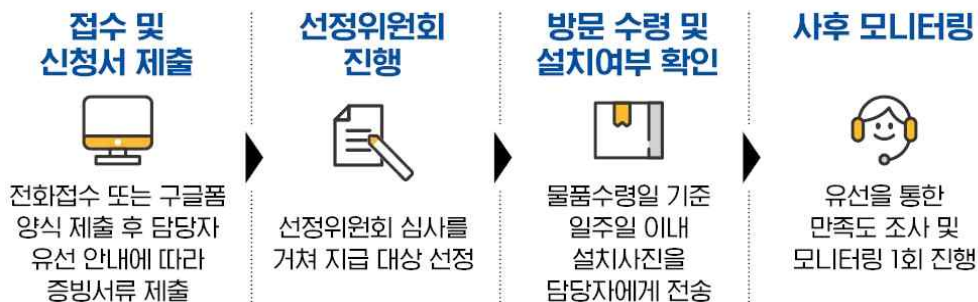 접수 및
신청서 제출
전화접수 또는 구글폼
양식 제출 후 담당자
유선 안내에 따라
증빙서류 제출
선정위원회
진행
선정위원회 심사를
거쳐 지급 대상 선정
방문 수령 및
설치여부 확인
물품수령일 기준
일주일 이내
설치사진을
담당자에게 전송
사후 모니터링
유선을 통한
만족도 조사 및
모니터링 1회 진행